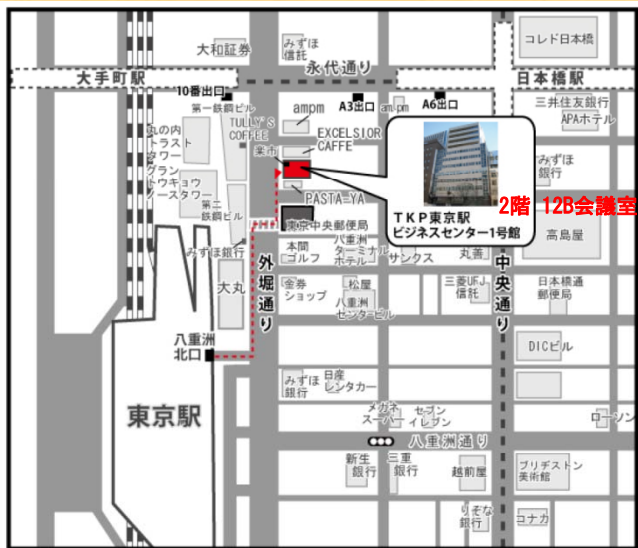 大和証券
みずほ
信託
コレド日本橋
永代通り
大手町駅
日本橋駅
10番出口
第一鉄鋼ビル
ampm
A3出口
am pm
A6出口
三井住友銀行
APAホテル
TULLY'S
COFFEE
EXCELSIOR
CAFFE
楽市
丸の内
トラスト
タワー
グラン
トウキョウ
ノースタワー
第二
鉄鋼ビル
PASTA-YA
TKP東京駅
ビジネスセンター1号館
2階 12B会議室
みずほ
銀行
高島屋
東京中央郵便局
みずほ銀行
本間
ゴルフ
八重洲
ターミナル
ホテル
サンクス
丸善
外堀通り
中央通り
大丸
金券
ショップ
松屋
八重洲
センタービル
三菱UFJ
信託
日本橋通
郵便局
八重洲
北口
DICビル
みずほ
銀行
日産
レンタカー
東京駅
メガネ
スーパー
セブン
イレブン
ローソン
八重洲通り
新生
銀行
三重
銀行
越前屋
ブリヂストン
美術館
りそな
銀行
コナカ